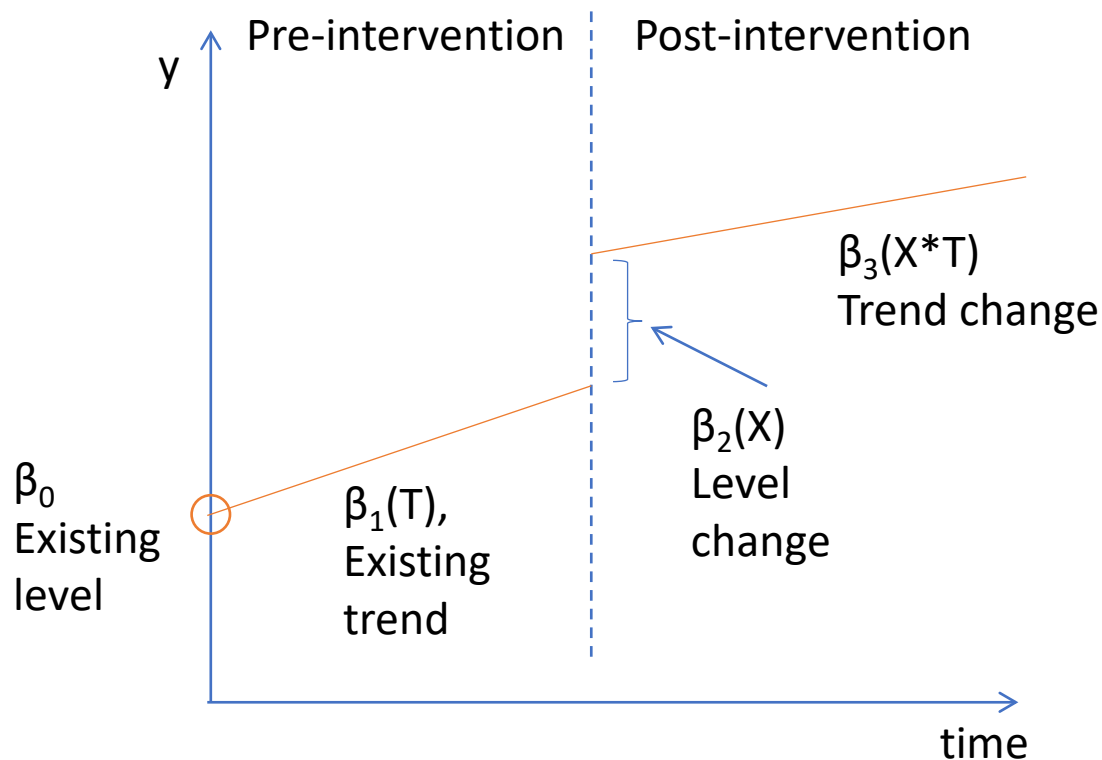 Pre-intervention
Post-intervention
y
β₃(X*T)
Trend change
β₂(X)
Level
change
β₀
Existing
level
β₁(T),
Existing
trend
time